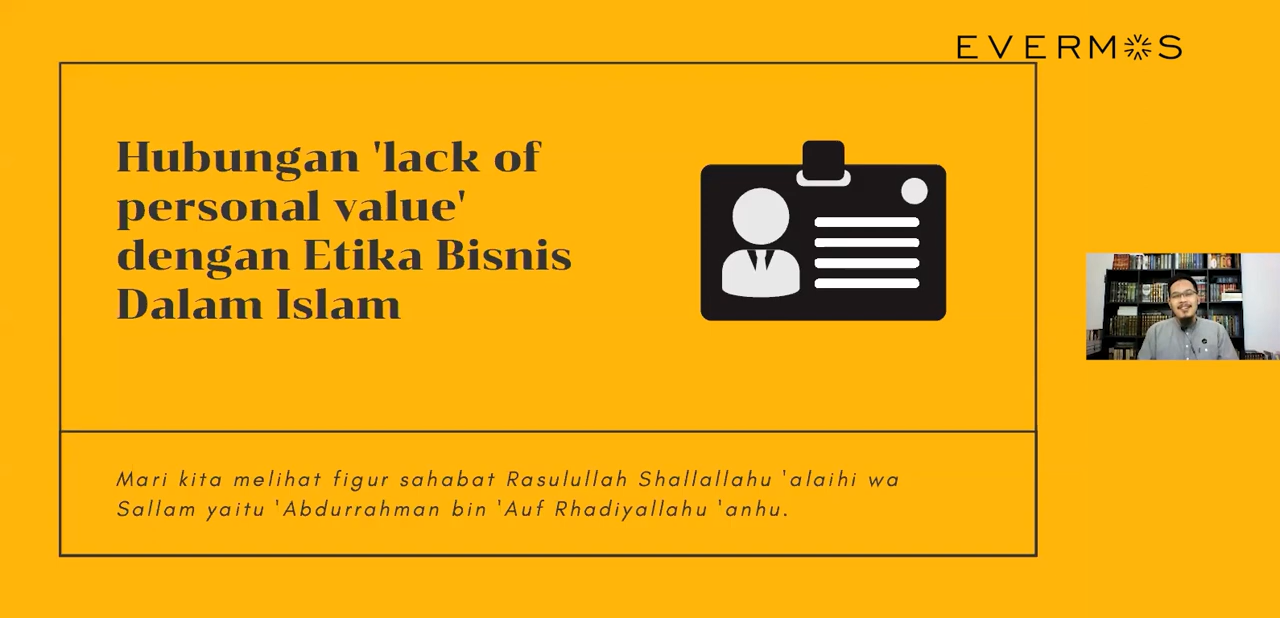 EVERMOS
Hubungan 'lack of
personal value'
dengan Etika Bisnis
Dalam Islam
Mari kita melihat figur sahabat Rasulullah Shallallahu 'alaihi wa
Sallam yaitu 'Abdurrahman bin 'Auf Rhadiyallahu 'anhu.